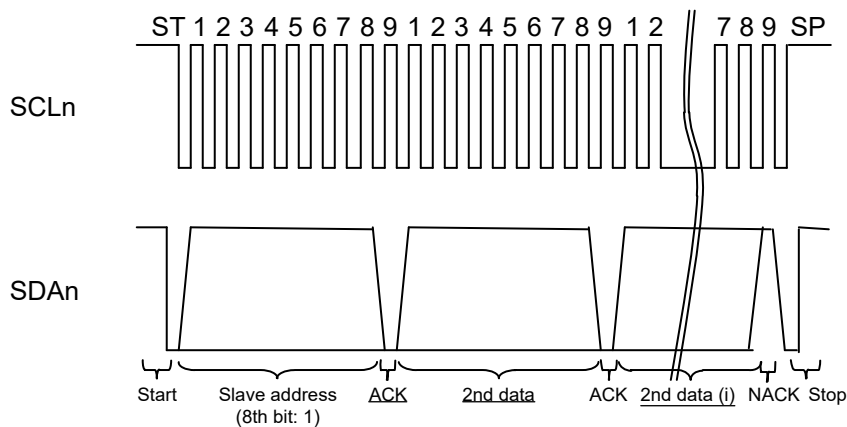 ST 1 2 3 4 5 6 7 8 9 1 2 3 4 5 6 7 8 9 1 2 7 8 9 SP
SCLn
SDAn
Start Slave address ACK 2nd data ACK 2nd data (i) NACK Stop
(8th bit: 1)